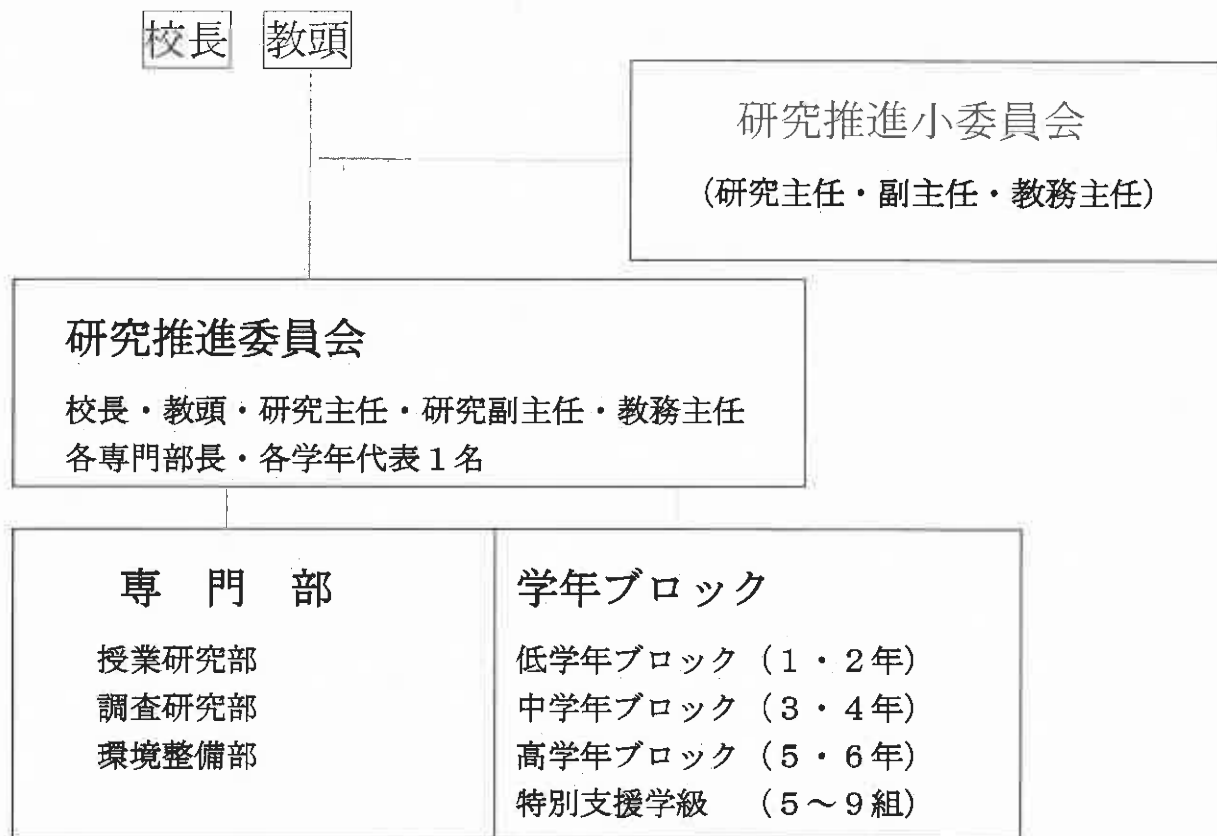 校長 教頭
研究推進小委員会
(研究主任・副主任・教務主任)
研究推進委員会
校長・教頭・研究主任・研究副主任・教務主任
各専門部長・各学年代表1名
専 門 部
授業研究部
調査研究部
環境整備部
学年ブロック
低学年ブロック (1・2年)
中学年ブロック (3・4年)
高学年ブロック (5・6年)
特別支援学級 (5~9組)